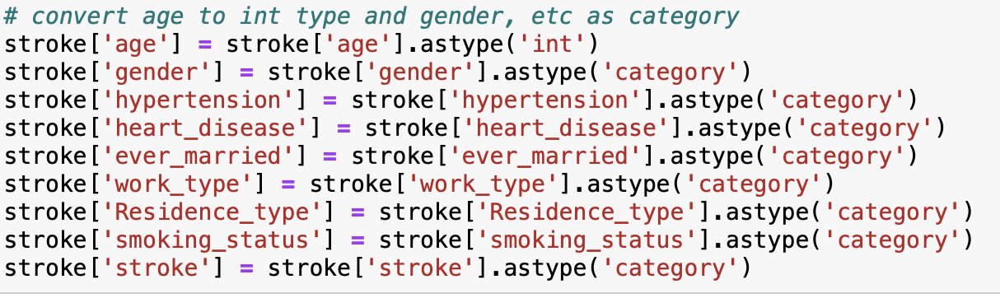 # convert age to int type and gender, etc as category
stroke['age'] = stroke['age'].astype('int')
stroke['gender'] = stroke['gender'].astype('category')
stroke['hypertension'] = stroke['hypertension'].astype('category')
stroke['heart_disease'] = stroke['heart_disease'].astype('category')
stroke['ever_married'] = stroke['ever_married'].astype('category')
stroke['work_type'] = stroke['work_type'].astype('category')
stroke['Residence_type'] = stroke['Residence_type'].astype('category')
stroke['smoking_status'] = stroke['smoking_status'].astype('category')
stroke['stroke'] = stroke['stroke'].astype('category')